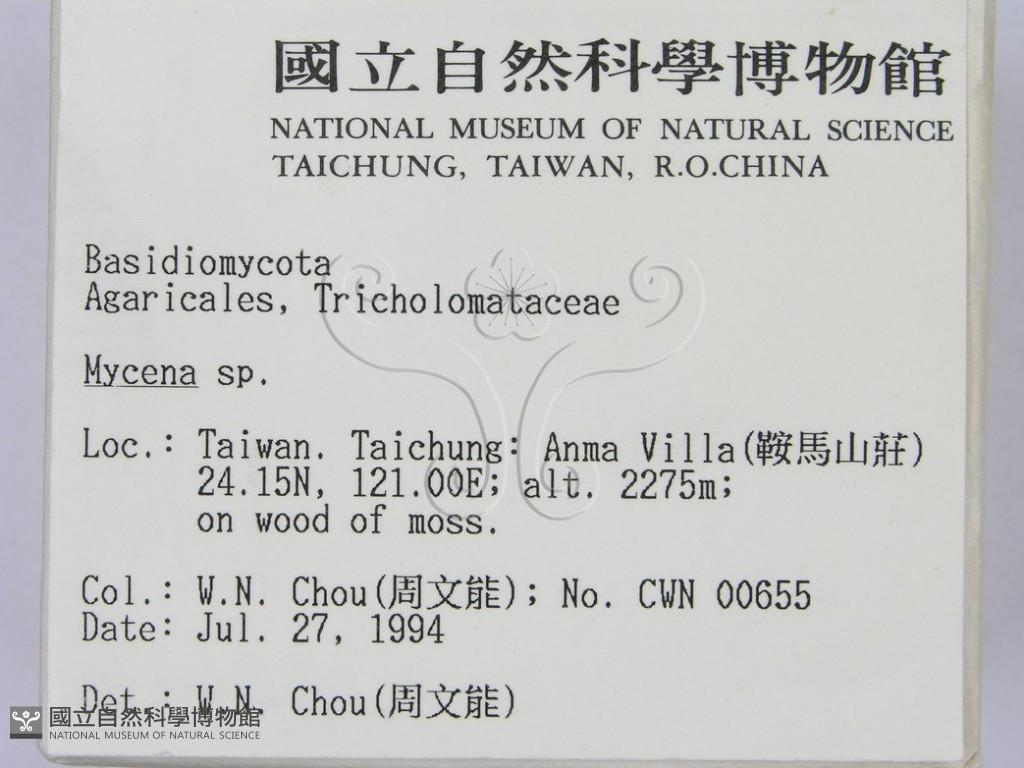 國立自然科學博物館
NATIONAL MUSEUM OF NATURAL SCIENCE
TAICHUNG, TAIWAN, R.O.CHINA
Basidiomycota
Agaricales, Tricholomataceae
Mycena sp.
Loc.: Taiwan. Taichung: Anma Villa(鞍馬山莊)
24.15N, 121.00E; alt. 2275m;
on wood of moss.
Col.: W.N. Chou(周文能); No. CWN 00655
Date: Jul. 27, 1994
Det.: W.N. Chou(周文能)
國立自然科學博物館
NATIONAL MUSEUM OF NATURAL SCIENCE